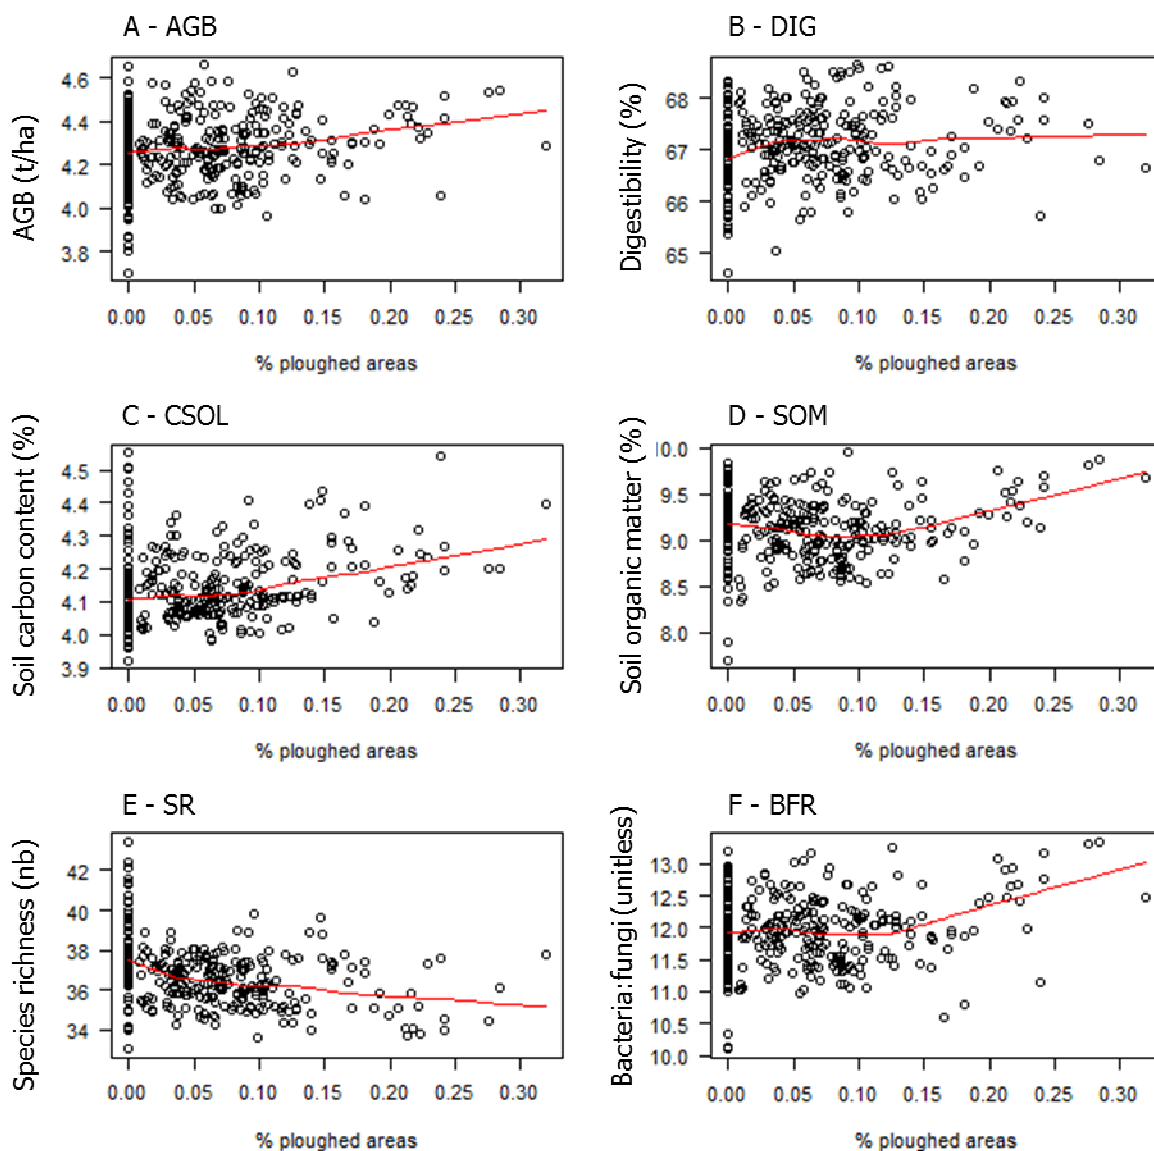 A - AGB
B - DIG
AGB (t/ha)
4.6
4.4
4.2
4.0
3.8
0.00 0.05 0.10 0.15 0.20 0.25 0.30
% ploughed areas
Digestibility (%)
68
67
66
65
0.00 0.05 0.10 0.15 0.20 0.25 0.30
% ploughed areas
C - CSOL
D - SOM
Soil carbon content (%)
4.5
4.4
4.3
4.2
4.1
4.0
3.9
0.00 0.05 0.10 0.15 0.20 0.25 0.30
% ploughed areas
Soil organic matter (%)
10.0
9.5
9.0
8.5
8.0
0.00 0.05 0.10 0.15 0.20 0.25 0.30
% ploughed areas
E - SR
F - BFR
Species richness (nb)
42
40
38
36
34
0.00 0.05 0.10 0.15 0.20 0.25 0.30
% ploughed areas
Bacteria:fungi (unitless)
13.0
12.5
12.0
11.5
11.0
10.5
10.0
0.00 0.05 0.10 0.15 0.20 0.25 0.30
% ploughed areas